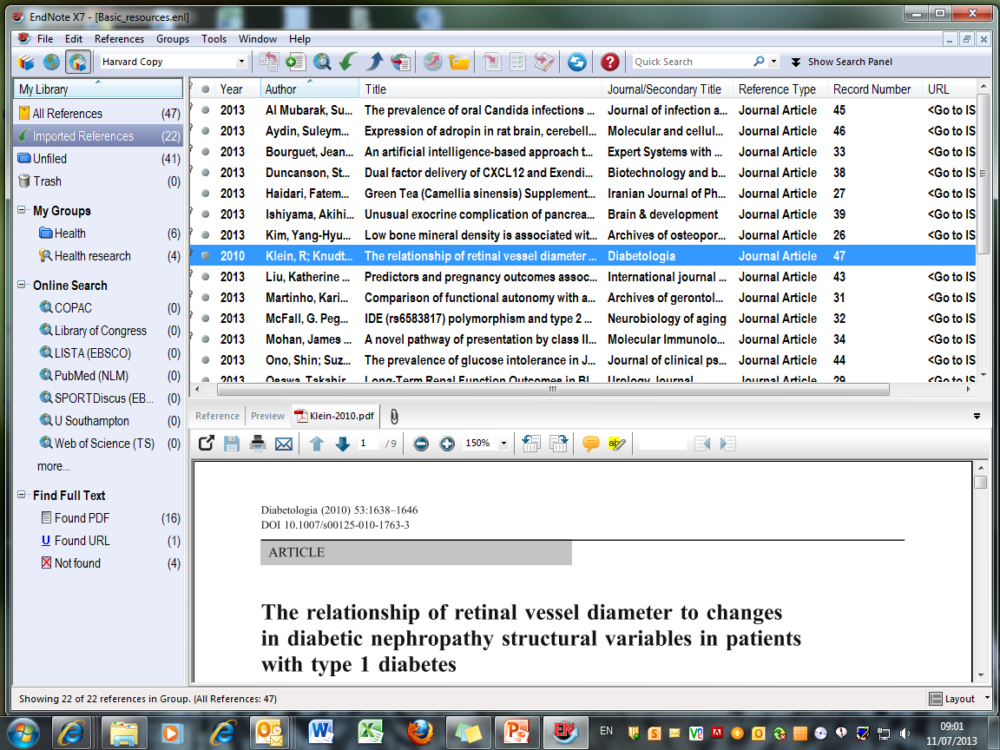 EndNote X7 - [Basic_resources.enl]
File Edit References Groups Tools Window Help
Harvard Copy Quick Search Show Search Panel
My Library
All References (47)
Imported References (22)
Unfiled (41)
Trash (0)
My Groups
Health (6)
Health research (4)
Online Search
COPAC (0)
Library of Congress (0)
LISTA (EBSCO) (0)
PubMed (NLM) (0)
SPORTDiscus (EB... (0)
U Southampton (0)
Web of Science (TS) (0)
more...
Find Full Text
Found PDF (16)
Found URL (1)
Not found (4)
Year Author Title Journal/Secondary Title Reference Type Record Number URL
2013 Al Mubarak, Su... The prevalence of oral Candida infections ... Journal of infection a... Journal Article 45 <Go to IS
2013 Aydin, Suleym... Expression of adropin in rat brain, cerebell... Molecular and cellul... Journal Article 46 <Go to IS
2013 Bourguet, Jean... An artificial intelligence-based approach t... Expert Systems with ... Journal Article 33 <Go to IS
2013 Duncanson, St... Dual factor delivery of CXCL12 and Exendi... Biotechnology and b... Journal Article 38 <Go to IS
2013 Haidari, Fatem... Green Tea (Camellia sinensis) Supplement... Iranian Journal of Ph... Journal Article 27 <Go to IS
2013 Ishiyama, Akihi... Unusual exocrine complication of pancrea... Brain & development Journal Article 39 <Go to IS
2013 Kim, Yang-Hyu... Low bone mineral density is associated wit... Archives of osteopor... Journal Article 26 <Go to IS
2010 Klein, R; Knudt... The relationship of retinal vessel diameter ... Diabetologia Journal Article 47
2013 Liu, Katherine ... Predictors and pregnancy outcomes assoc... International journal ... Journal Article 43 <Go to IS
2013 Martinho, Kari... Comparison of functional autonomy with a... Archives of gerontol... Journal Article 31 <Go to IS
2013 McFall, G. Peg... IDE (rs6583817) polymorphism and type 2 ... Neurobiology of aging Journal Article 32 <Go to IS
2013 Mohan, James ... A novel pathway of presentation by class II... Molecular Immunolo... Journal Article 34 <Go to IS
2013 Ono, Shin; Suz... The prevalence of glucose intolerance in J... Journal of clinical ps... Journal Article 44 <Go to IS
2013 Osawa, Takahir... Long-Term Renal Function Outcomes in Bl... Urology Journal Journal Article 29 <Go to IS
Reference Preview Klein-2010.pdf
1 / 9 150%
Diabetologia (2010) 53:1638–1646
DOI 10.1007/s00125-010-1763-3
ARTICLE
The relationship of retinal vessel diameter to changes
in diabetic nephropathy structural variables in patients
with type 1 diabetes
Showing 22 of 22 references in Group. (All References: 47) Layout
EN 09:01
11/07/2013